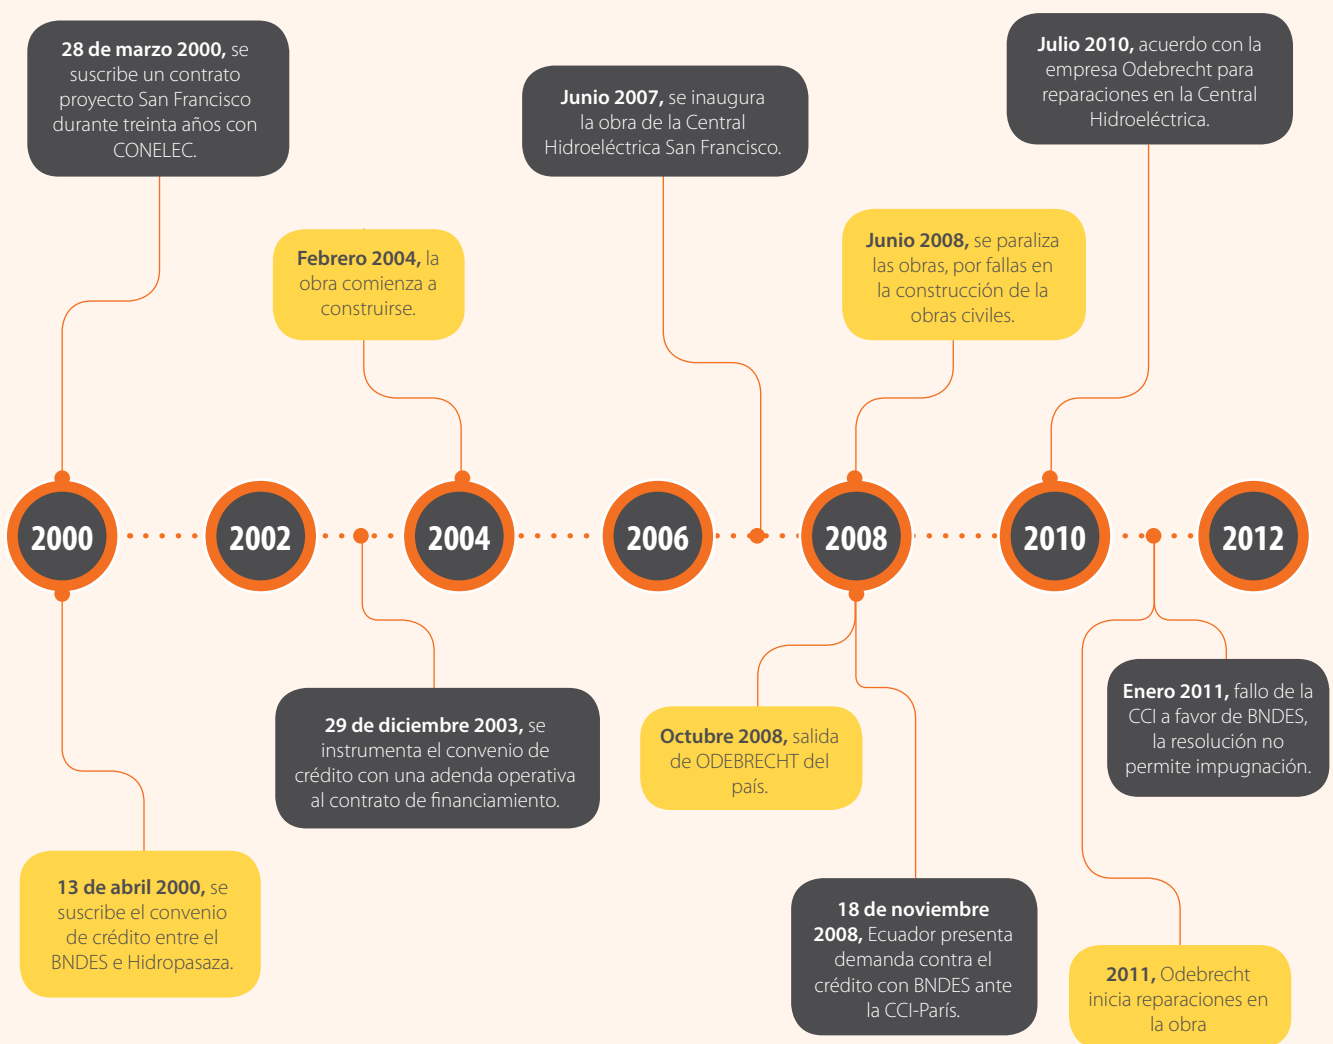 28 de marzo 2000, se
suscribe un contrato
proyecto San Francisco
durante treinta años con
CONELEC.
Junio 2007, se inaugura
la obra de la Central
Hidroeléctrica San Francisco.
Julio 2010, acuerdo con la
empresa Odebrecht para
reparaciones en la Central
Hidroeléctrica.
Febrero 2004, la
obra comienza a
construirse.
Junio 2008, se paraliza
las obras, por fallas en
la construcción de la
obras civiles.
2000
2002
2004
2006
2008
2010
2012
29 de diciembre 2003, se
instrumenta el convenio de
crédito con una adenda operativa
al contrato de financiamiento.
Octubre 2008, salida
de ODEBRECHT del
país.
Enero 2011, fallo de la
CCI a favor de BNDES,
la resolución no
permite impugnación.
13 de abril 2000, se
suscribe el convenio
de crédito entre el
BNDES e Hidropasaza.
18 de noviembre
2008, Ecuador presenta
demanda contra el
crédito con BNDES ante
la CCI-París.
2011, Odebrecht
inicia reparaciones en
la obra